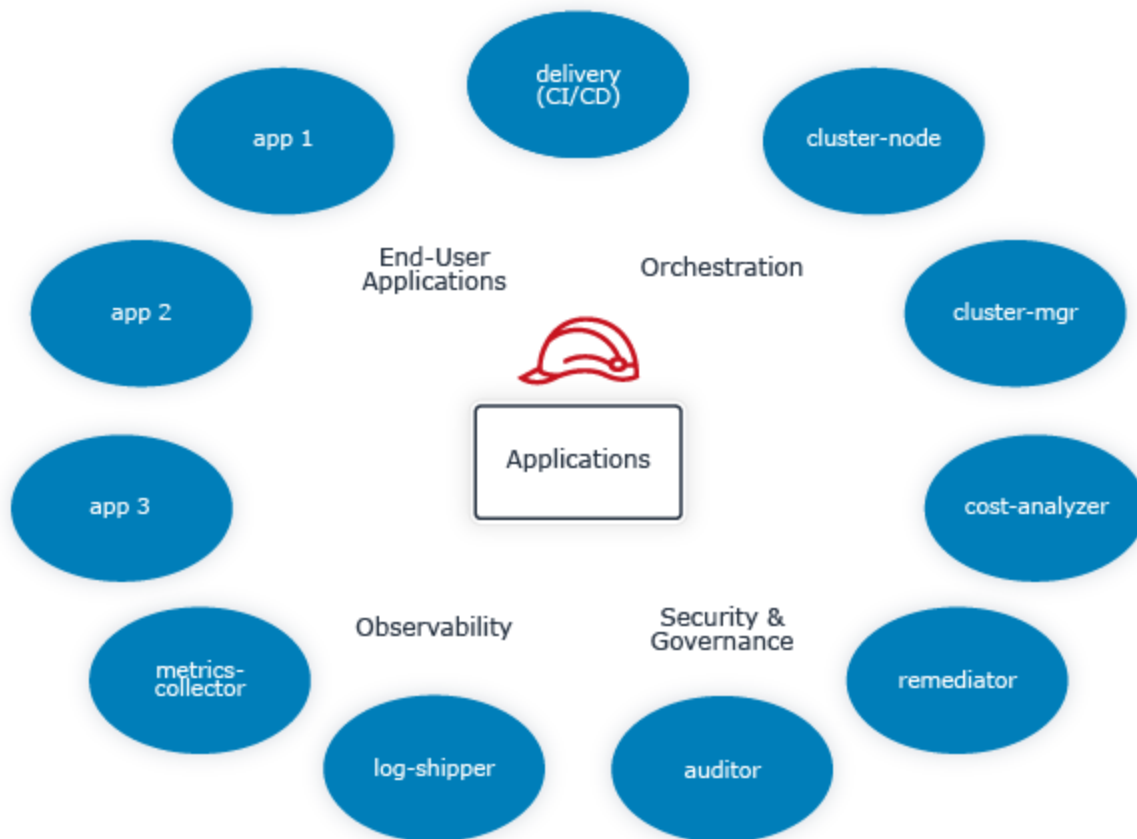 delivery
(CI/CD)
app 1
cluster-node
End-User
Applications
Orchestration
app 2
cluster-mgr
Applications
app 3
cost-analyzer
Observability
Security &
Governance
metrics-
collector
remediator
log-shipper
auditor